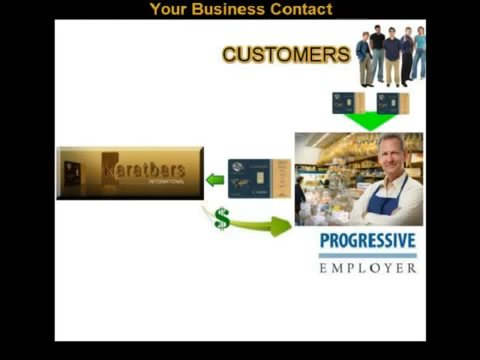 Your Business Contact
CUSTOMERS
Karatbars
INTERNATIONAL
$
PROGRESSIVE
EMPLOYER